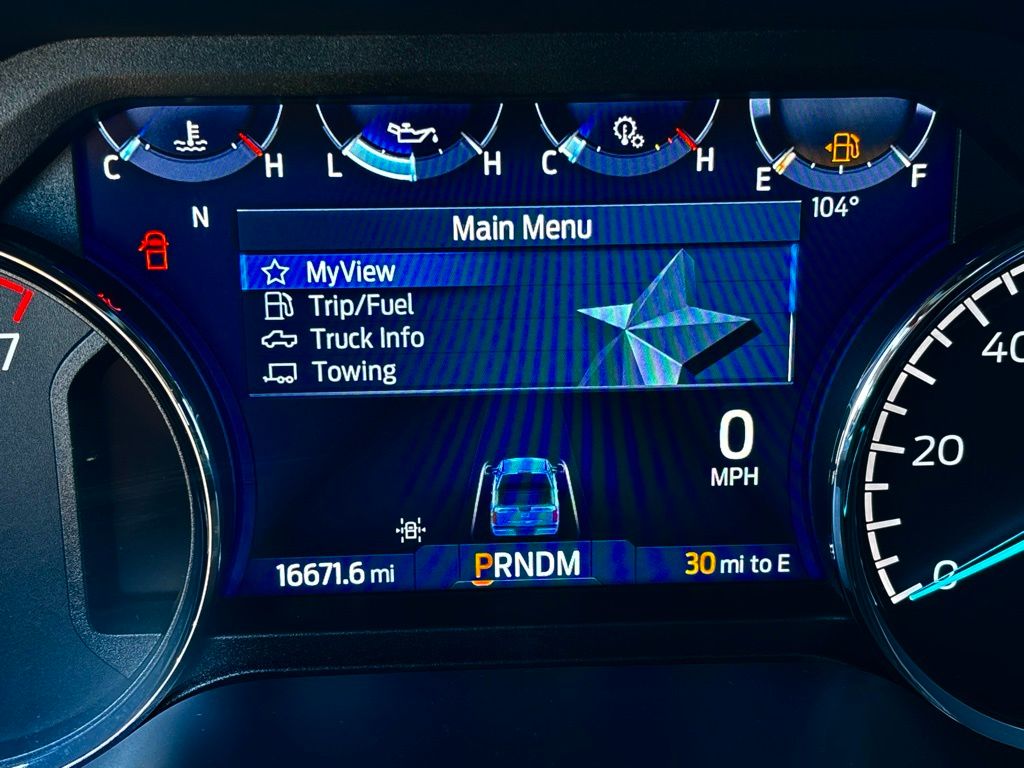 C H L H C H E F
N 104°
Main Menu
MyView
Trip/Fuel
Truck Info
Towing
7
40
20
0
0
MPH
16671.6 mi PRNDM 30 mi to E